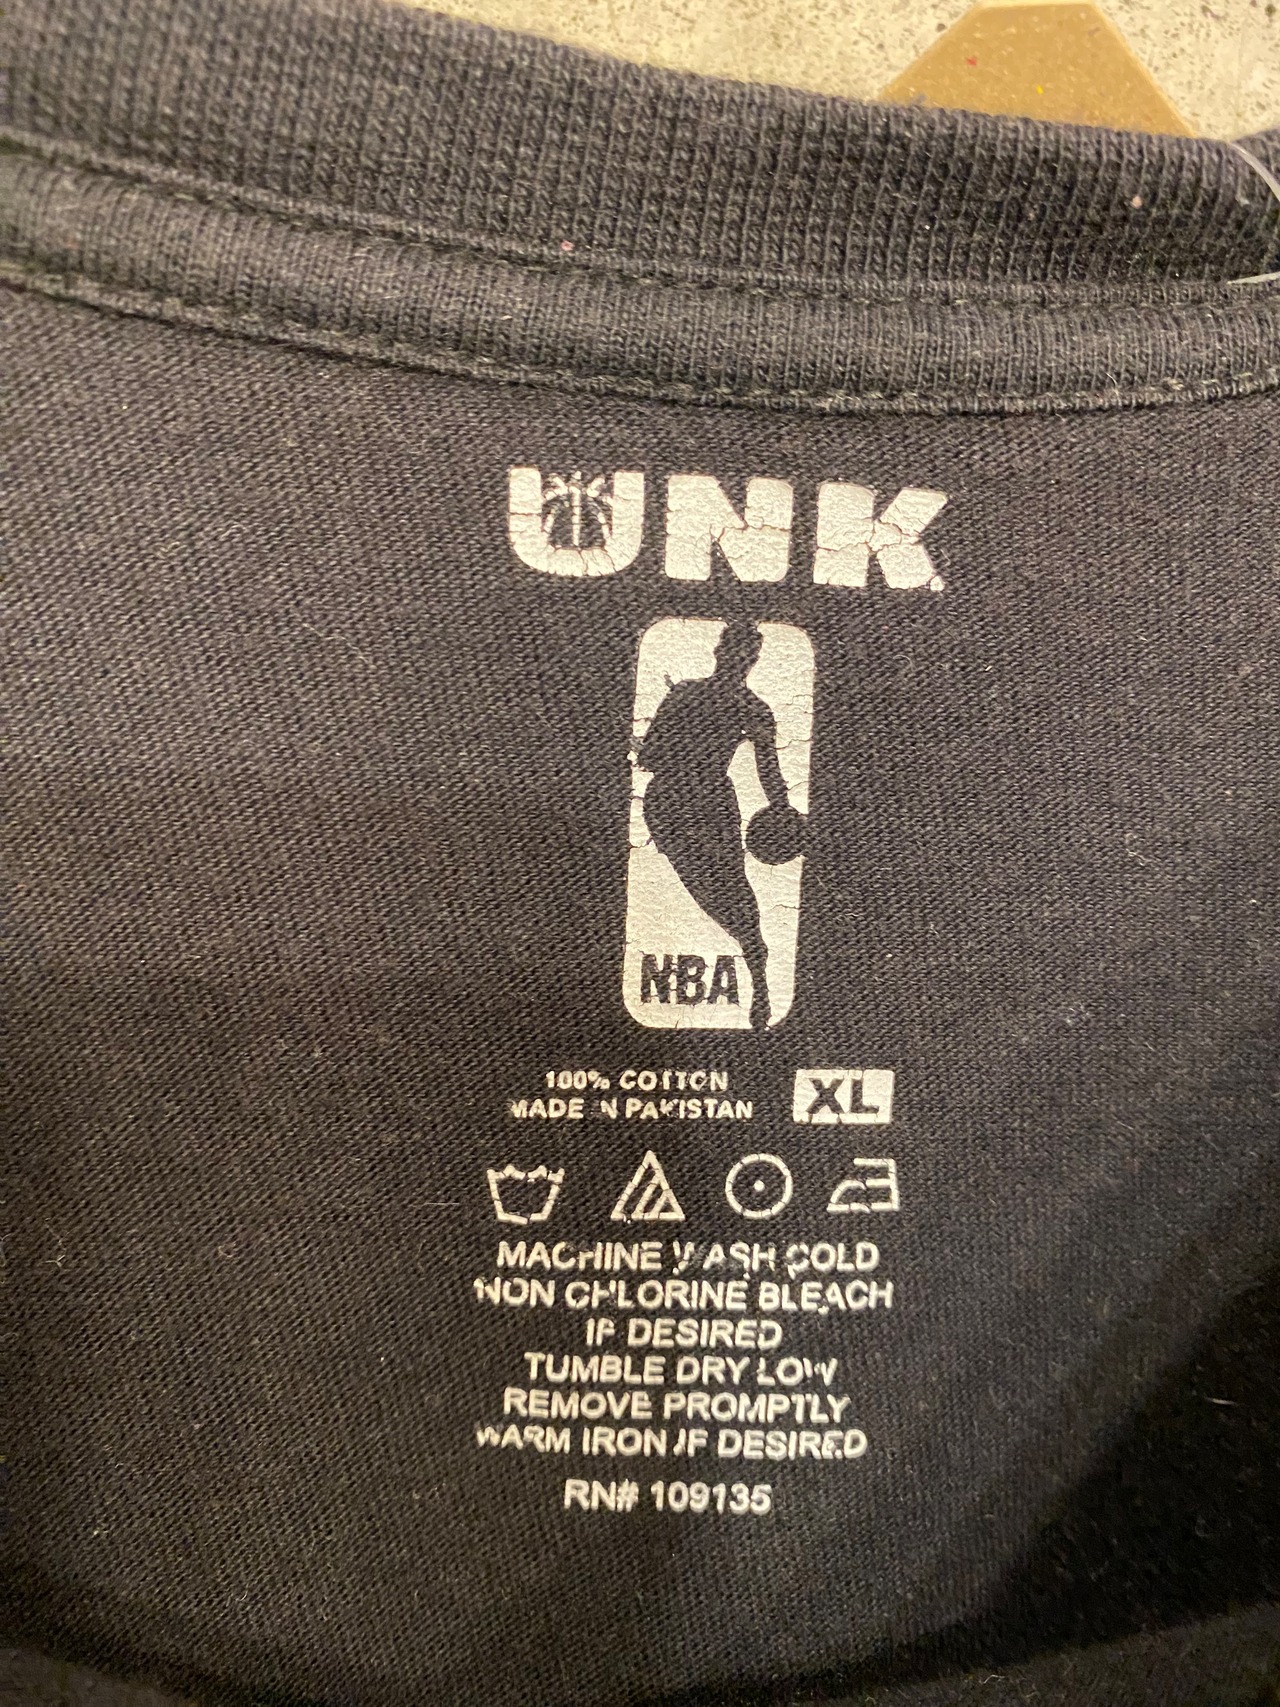 UNK
NBA
100% COTTON
MADE IN PAKISTAN
XL
MACHINE WASH COLD
NON CHLORINE BLEACH
IF DESIRED
TUMBLE DRY LOW
REMOVE PROMPTLY
WARM IRON IF DESIRED
RN# 109135